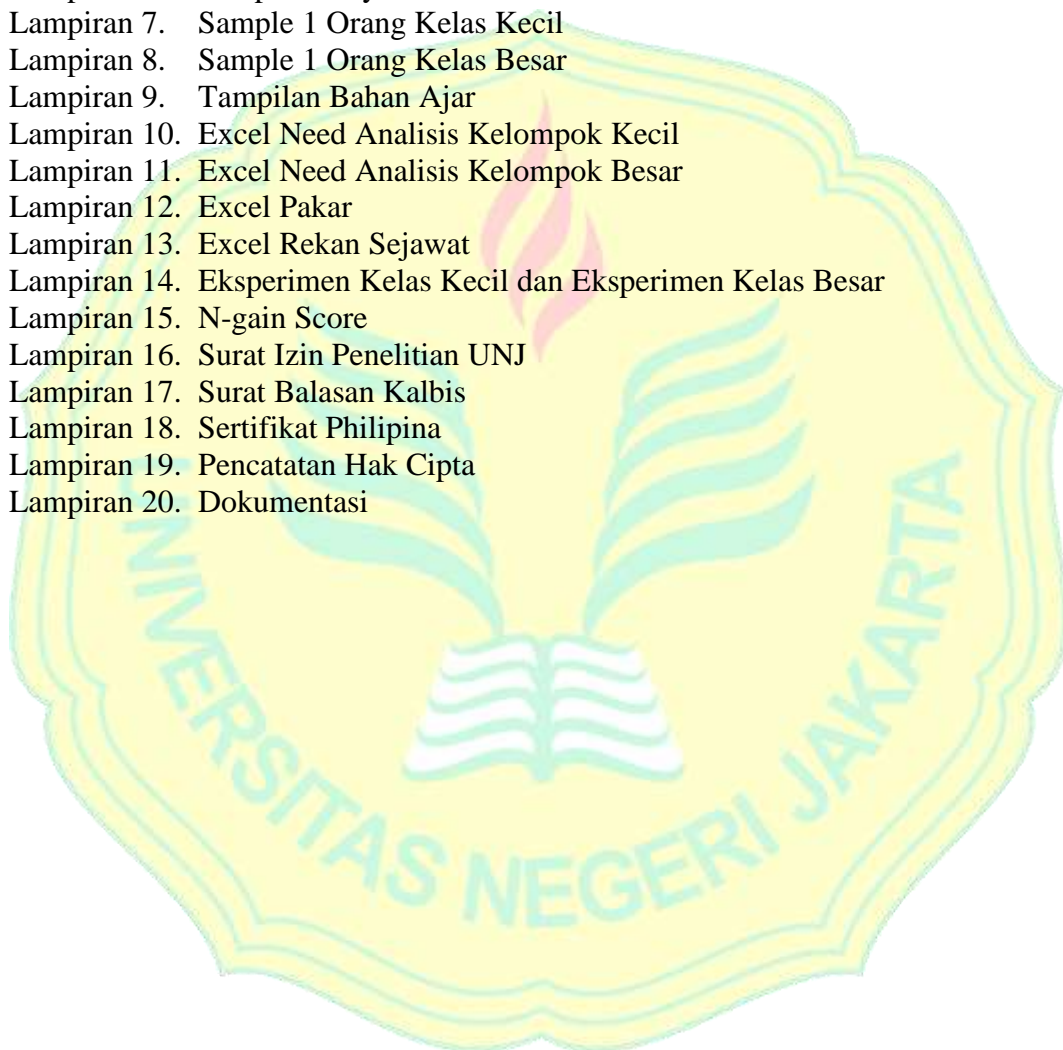 Lampiran 7. Sample 1 Orang Kelas Kecil
Lampiran 8. Sample 1 Orang Kelas Besar
Lampiran 9. Tampilan Bahan Ajar
Lampiran 10. Excel Need Analisis Kelompok Kecil
Lampiran 11. Excel Need Analisis Kelompok Besar
Lampiran 12. Excel Pakar
Lampiran 13. Excel Rekan Sejawat
Lampiran 14. Eksperimen Kelas Kecil dan Eksperimen Kelas Besar
Lampiran 15. N-gain Score
Lampiran 16. Surat Izin Penelitian UNJ
Lampiran 17. Surat Balasan Kalbis
Lampiran 18. Sertifikat Philipina
Lampiran 19. Pencatatan Hak Cipta
Lampiran 20. Dokumentasi
UNIVERSITAS NEGERI JAKARTA